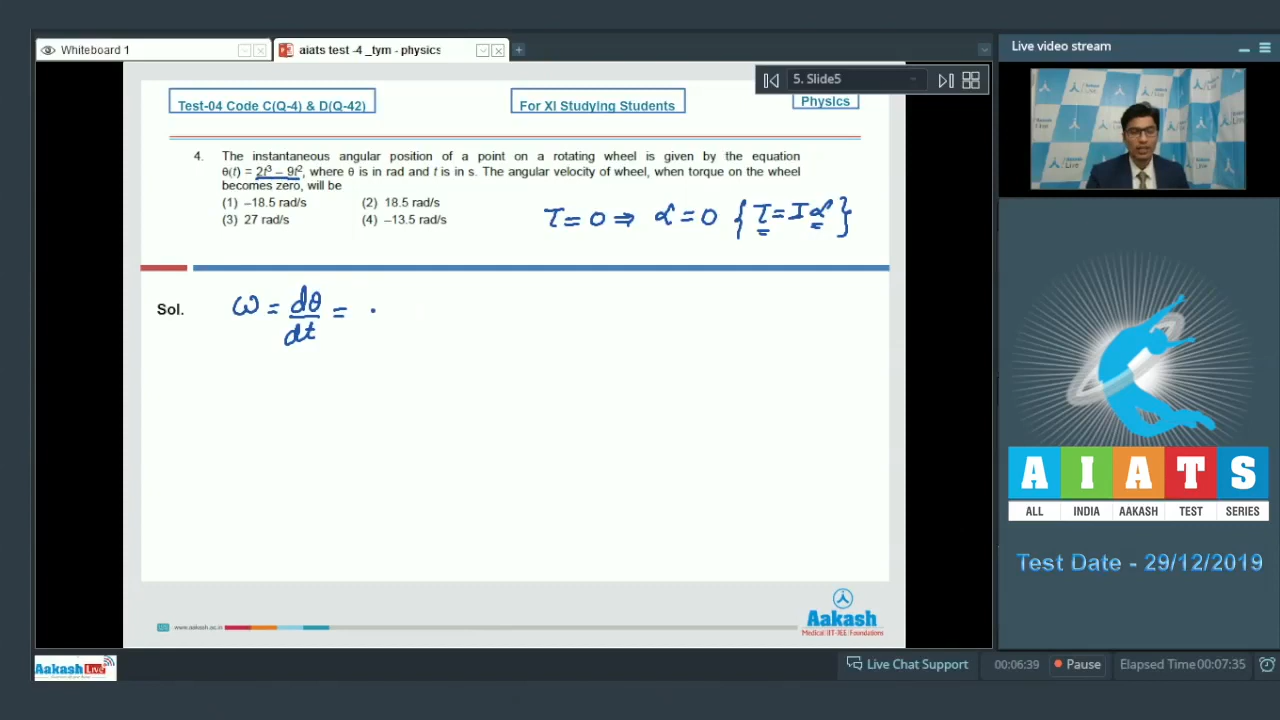 Whiteboard 1
aiats test -4 _tym - physics
Live video stream
5. Slide5
Test-04 Code C(Q-4) & D(Q-42)
For XI Studying Students
Physics
4. The instantaneous angular position of a point on a rotating wheel is given by the equation
θ(t) = 2t³ – 9t², where θ is in rad and t is in s. The angular velocity of wheel, when torque on the wheel
becomes zero, will be
(1) –18.5 rad/s (2) 18.5 rad/s
(3) 27 rad/s (4) –13.5 rad/s
τ = 0 ⇒ α = 0 {τ = Iα}
Sol. ω = dθ/dt =
AIATS
ALL INDIA AAKASH TEST SERIES
Test Date - 29/12/2019
www.aakash.ac.in
Aakash
Medical|IIT-JEE|Foundations
Aakash Live
Live Chat Support
00:06:39
Pause
Elapsed Time 00:07:35